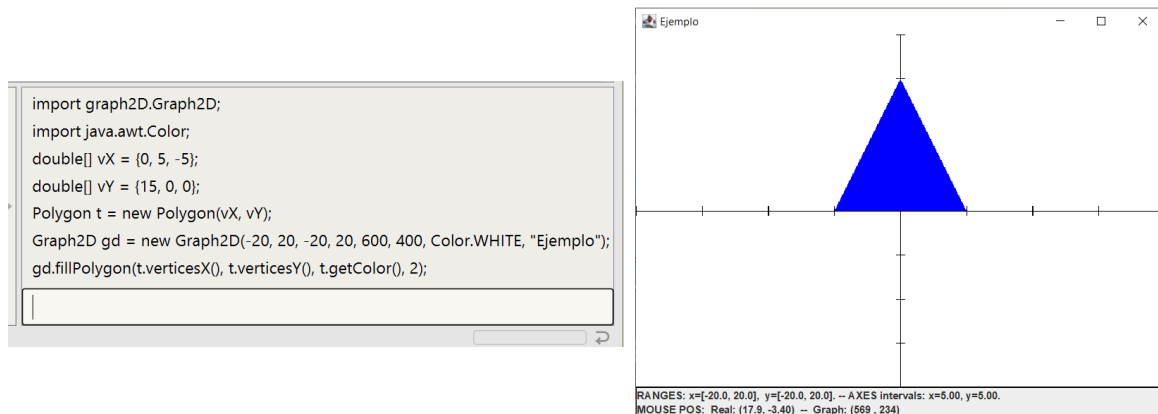 import graph2D.Graph2D;
import java.awt.Color;
double[] vX = {0, 5, -5};
double[] vY = {15, 0, 0};
Polygon t = new Polygon(vX, vY);
Graph2D gd = new Graph2D(-20, 20, -20, 20, 600, 400, Color.WHITE, "Ejemplo");
gd.fillPolygon(t.verticesX(), t.verticesY(), t.getColor(), 2);
Ejemplo
RANGES: x=[-20.0, 20.0], y=[-20.0, 20.0]. -- AXES intervals: x=5.00, y=5.00.
MOUSE POS: Real: (17.9, -3.40) -- Graph: (569 , 234)